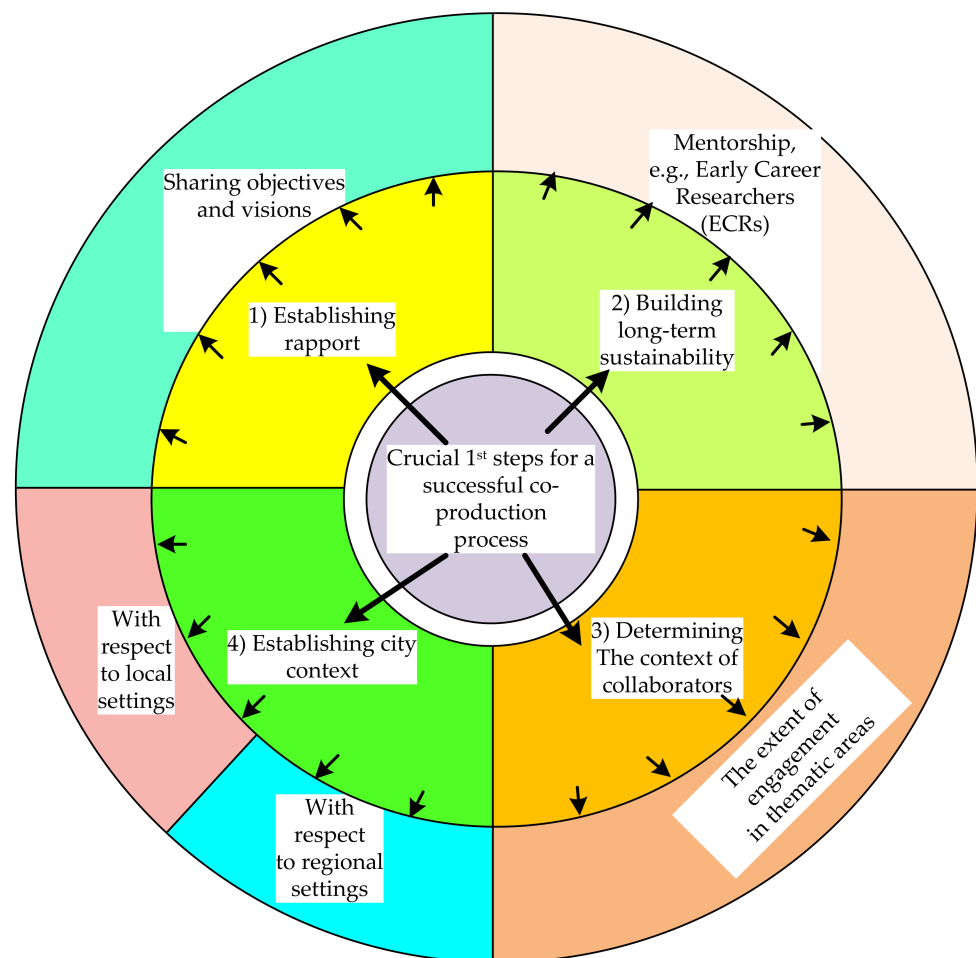 Sharing objectives
and visions
Mentorship,
e.g., Early Career
Researchers
(ECRs)
1) Establishing
rapport
2) Building
long-term
sustainability
Crucial 1st steps for a
successful co-
production
process
4) Establishing city
context
3) Determining
The context of
collaborators
With
respect
to local
settings
With
respect
to regional
settings
The extent of
engagement
in thematic areas